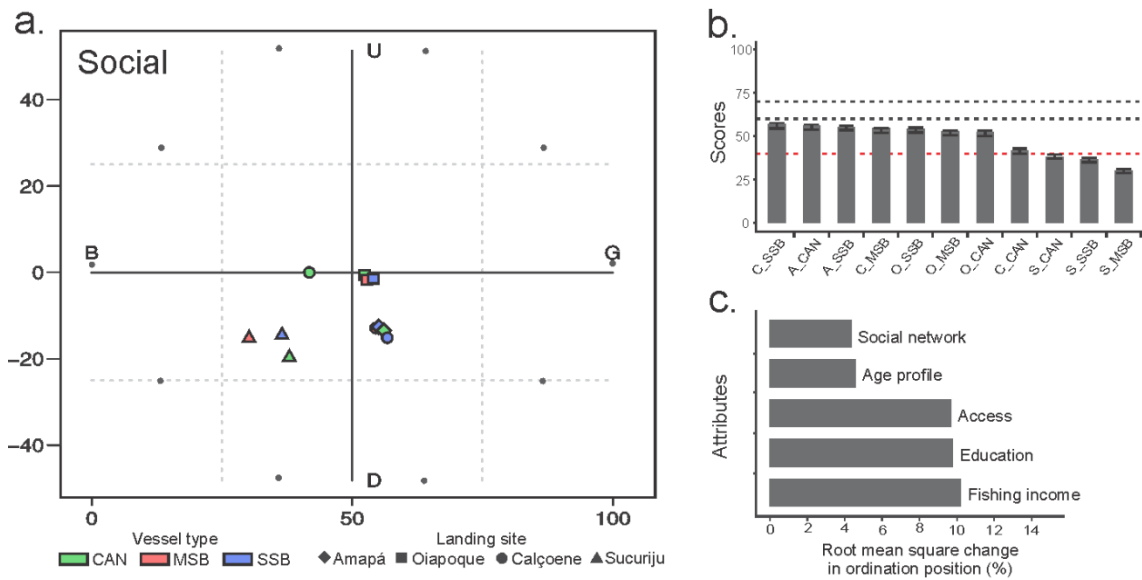 a.
Social
U
B
G
D
40
20
0
−20
−40
0
50
100
Vessel type
Landing site
CAN
MSB
SSB
Amapá
Oiapoque
Calçoene
Sucuriju
b.
Scores
100
75
50
25
0
C_SSB
A_CAN
A_SSB
C_MSB
O_SSB
O_MSB
O_CAN
C_CAN
S_CAN
S_SSB
S_MSB
c.
Attributes
Social network
Age profile
Access
Education
Fishing income
0 2 4 6 8 10 12 14
Root mean square change
in ordination position (%)